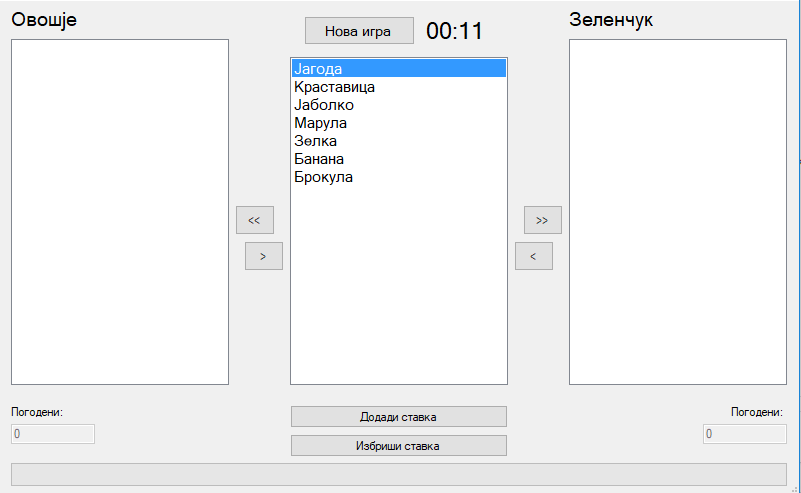 Овошје
Нова игра
00:11
Зеленчук
Јагода
Краставица
Јаболко
Марула
Зелка
Банана
Брокула
<<
>
>>
<
Погодени:
0
Додади ставка
Избриши ставка
Погодени:
0